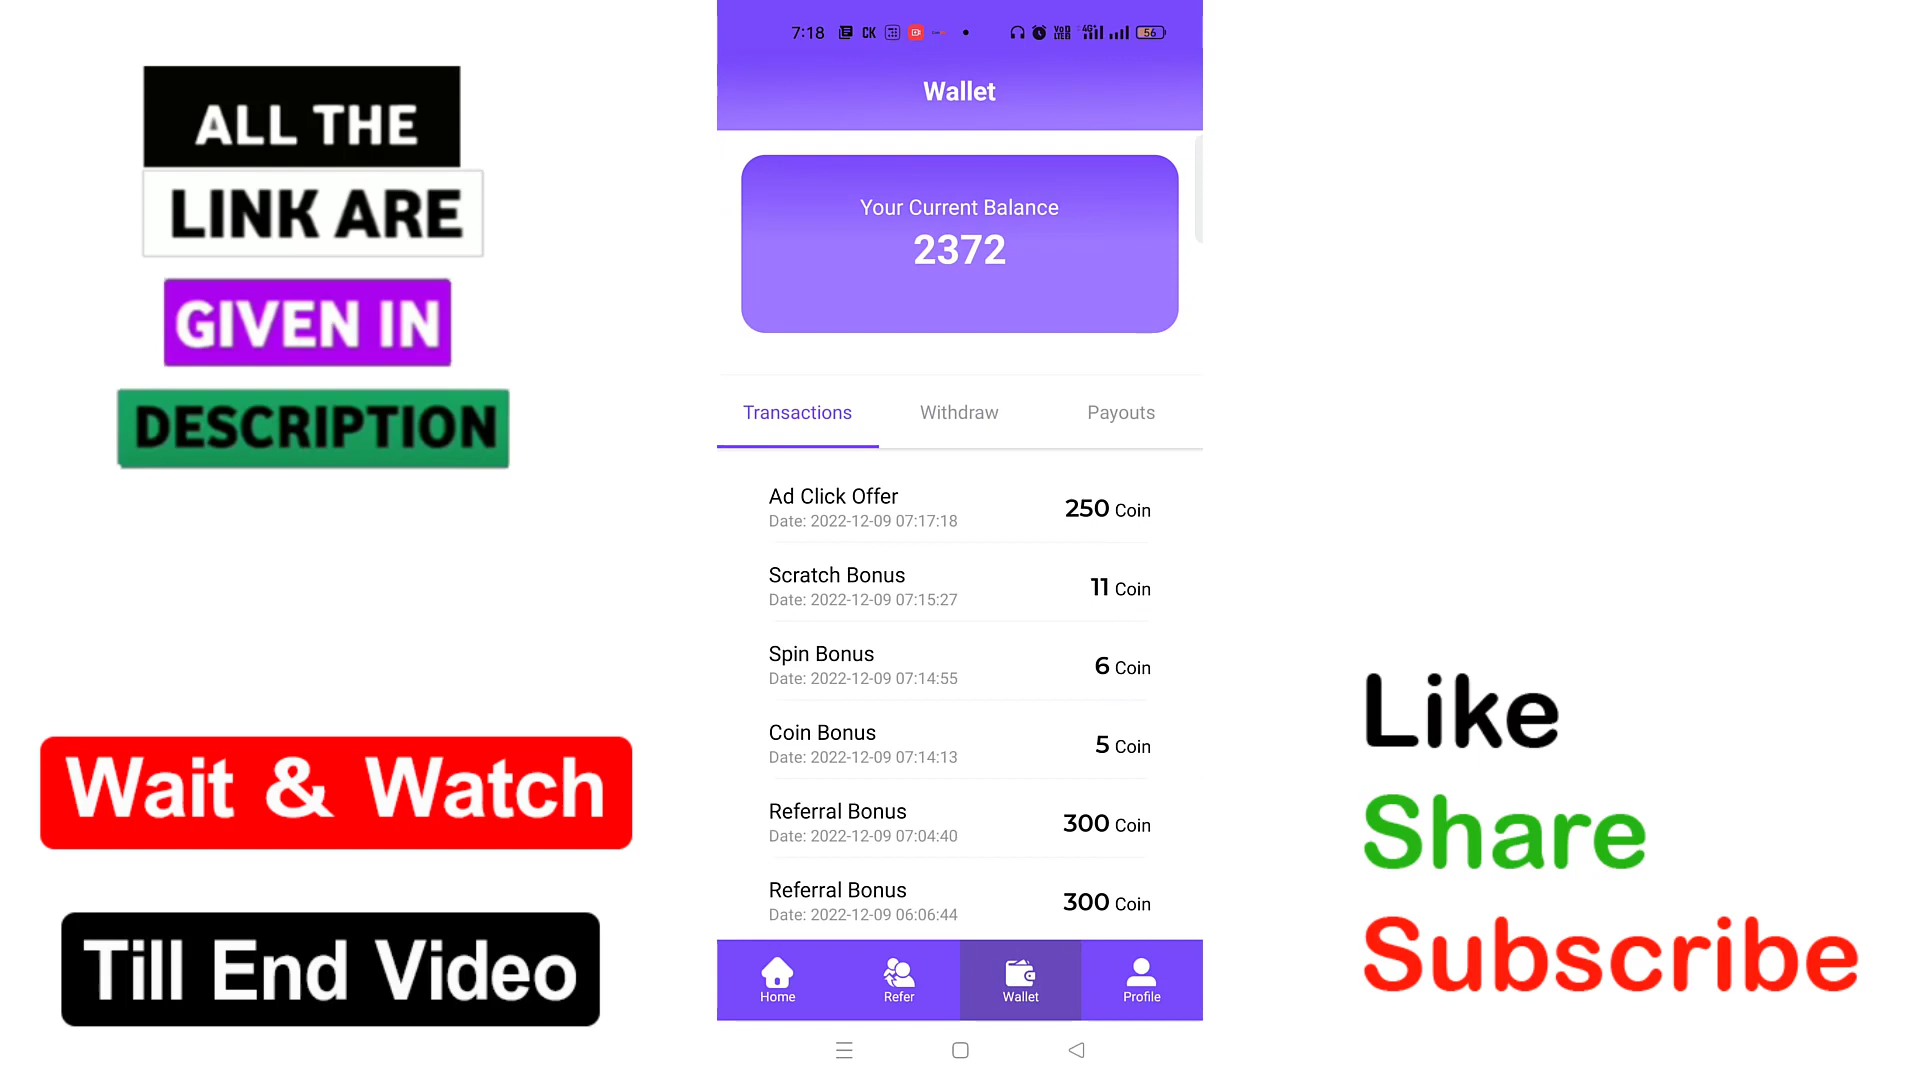 ALL THE
LINK ARE
GIVEN IN
DESCRIPTION
Wait & Watch
Till End Video
7:18 CK VoD LTE 4G+ 56
Wallet
Your Current Balance
2372
Transactions Withdraw Payouts
Ad Click Offer 250 Coin
Date: 2022-12-09 07:17:18
Scratch Bonus 11 Coin
Date: 2022-12-09 07:15:27
Spin Bonus 6 Coin
Date: 2022-12-09 07:14:55
Coin Bonus 5 Coin
Date: 2022-12-09 07:14:13
Referral Bonus 300 Coin
Date: 2022-12-09 07:04:40
Referral Bonus 300 Coin
Date: 2022-12-09 06:06:44
Home Refer Wallet Profile
Like
Share
Subscribe